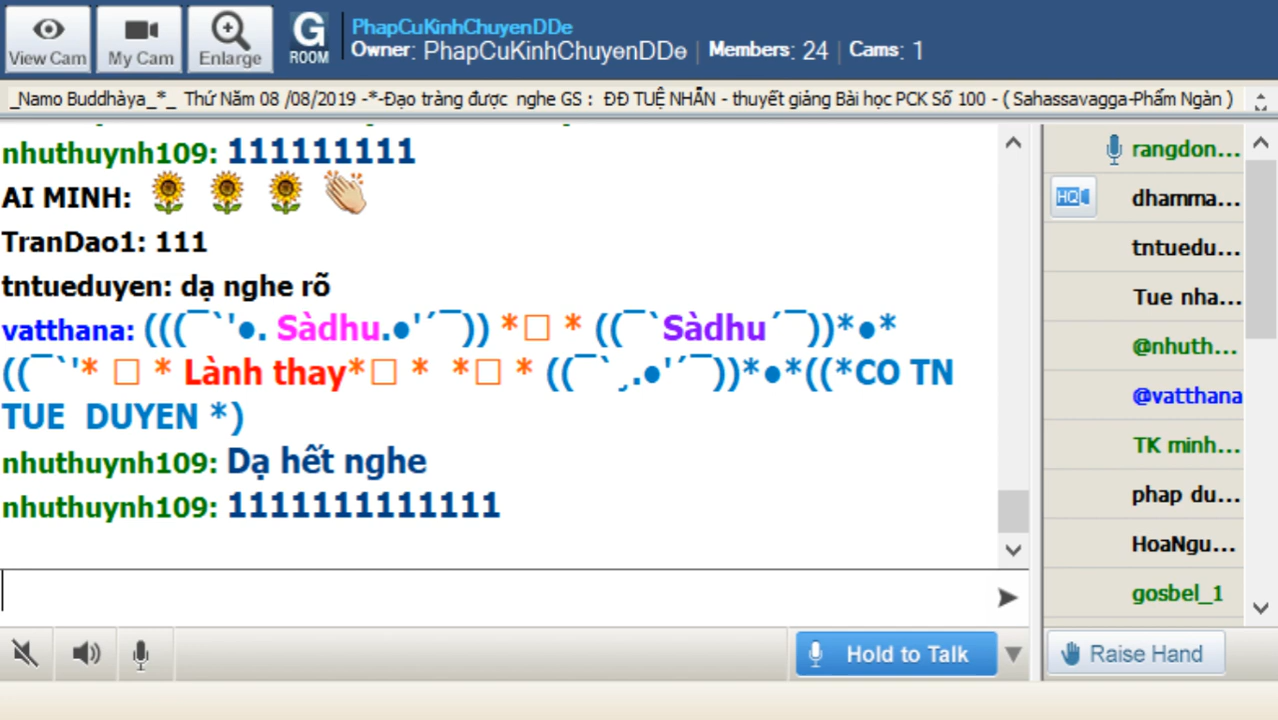 View Cam
My Cam
Enlarge
G ROOM
PhapCuKinhChuyenDDe
Owner: PhapCuKinhChuyenDDe | Members: 24 | Cams: 1
_Namo Buddhàya_*_ Thứ Năm 08 /08/2019 -*-Đạo tràng được nghe GS : ĐĐ TUỆ NHẪN - thuyết giảng Bài học PCK Số 100 - ( Sahassavagga-Phẩm Ngàn )
nhuthuynh109: 111111111
AI MINH: 🌻 🌻 🌻 👏
TranDao1: 111
tntueduyen: dạ nghe rõ
vatthana: (((¯`'●. Sàdhu.●'´¯)) *□ * ((¯`Sàdhu´¯))*●*
((¯`'* □ * Lành thay*□ * *□ * ((¯`¸.●'´¯))*●*((*CO TN
TUE DUYEN *)
nhuthuynh109: Dạ hết nghe
nhuthuynh109: 1111111111111
rangdon...
HQ
dhamma...
tntuedu...
Tue nha...
@nhuth...
@vatthana
TK minh...
phap du...
HoaNgu...
gosbel_1
Hold to Talk
Raise Hand